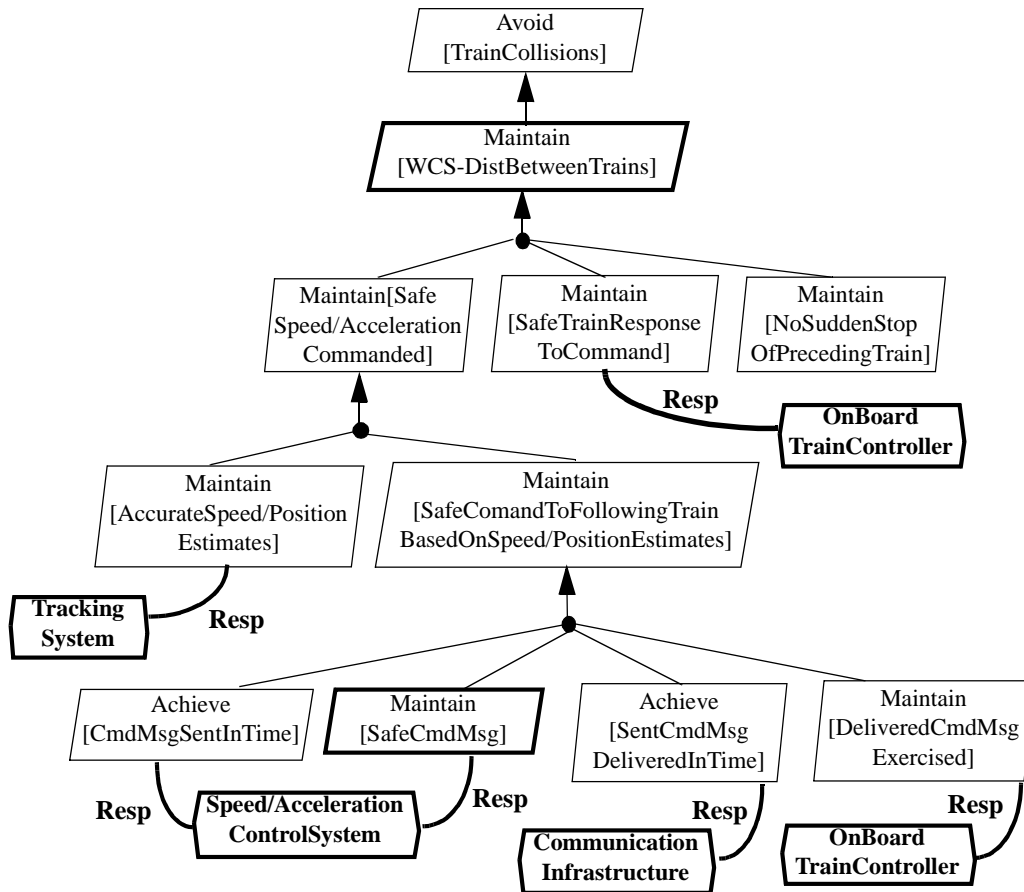 Avoid
[TrainCollisions]
Maintain
[WCS-DistBetweenTrains]
Maintain[Safe
Speed/Acceleration
Commanded]
Maintain
[SafeTrainResponse
ToCommand]
Maintain
[NoSuddenStop
OfPrecedingTrain]
Resp
OnBoard
TrainController
Maintain
[AccurateSpeed/Position
Estimates]
Maintain
[SafeComandToFollowingTrain
BasedOnSpeed/PositionEstimates]
Tracking
System
Resp
Achieve
[CmdMsgSentInTime]
Maintain
[SafeCmdMsg]
Achieve
[SentCmdMsg
DeliveredInTime]
Maintain
[DeliveredCmdMsg
Exercised]
Resp
Speed/Acceleration
ControlSystem
Resp
Communication
Infrastructure
Resp
OnBoard
TrainController
Resp